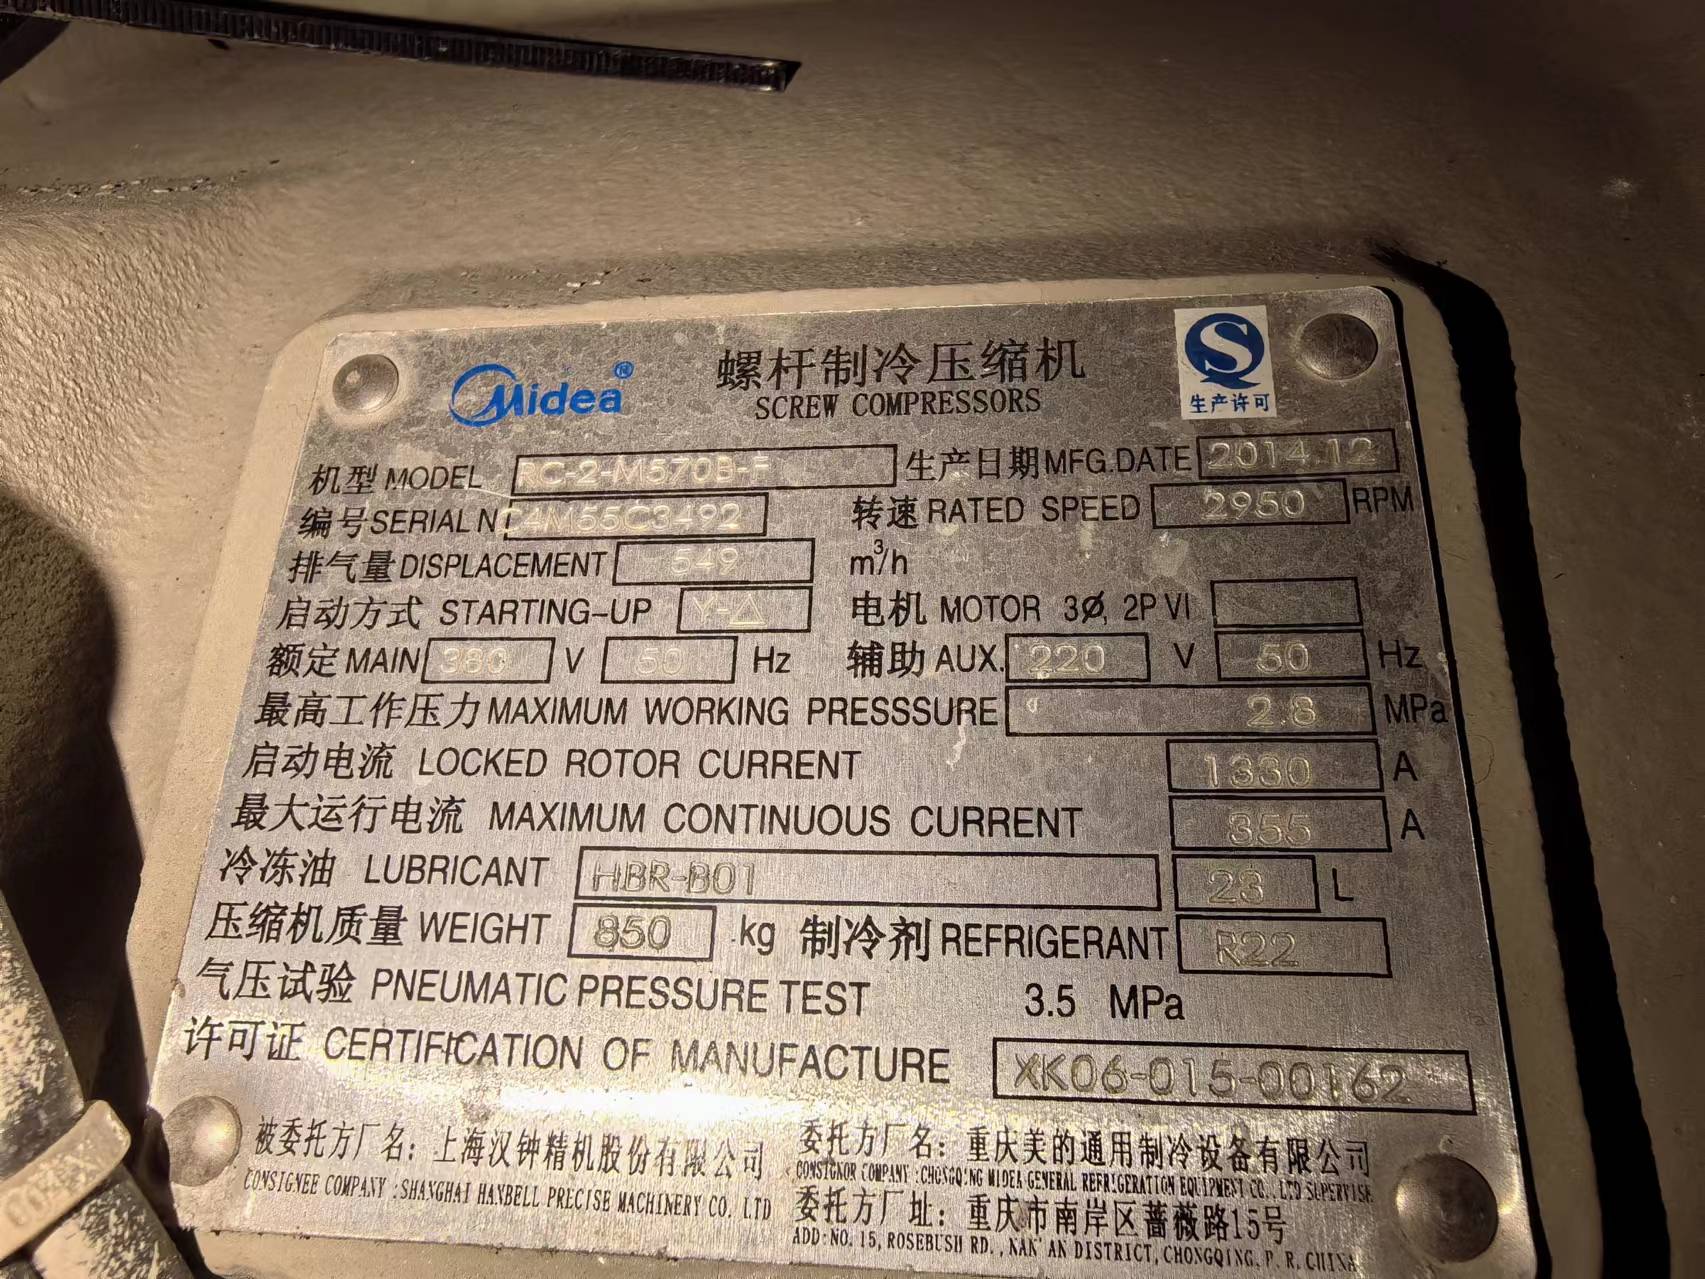 Midea® 螺杆制冷压缩机
SCREW COMPRESSORS
生产许可
机型 MODEL RC-2-M570B-F 生产日期 MFG.DATE 2014.12
编号 SERIAL N 24M55C3492 转速 RATED SPEED 2950 RPM
排气量 DISPLACEMENT 549 m³/h
启动方式 STARTING-UP Y-△ 电机 MOTOR 3Ø, 2P VI
额定 MAIN 380 V 50 Hz 辅助 AUX. 220 V 50 Hz
最高工作压力 MAXIMUM WORKING PRESSSURE 2.8 MPa
启动电流 LOCKED ROTOR CURRENT 1330 A
最大运行电流 MAXIMUM CONTINUOUS CURRENT 355 A
冷冻油 LUBRICANT HBR-B01 23 L
压缩机质量 WEIGHT 850 kg 制冷剂 REFRIGERANT R22
气压试验 PNEUMATIC PRESSURE TEST 3.5 MPa
许可证 CERTIFICATION OF MANUFACTURE XK06-015-00162
被委托方厂名：上海汉钟精机股份有限公司
CONSIGNEE COMPANY :SHANGHAI HANBELL PRECISE MACHINERY CO. LTD
委托方厂名：重庆美的通用制冷设备有限公司
CONSIGNOR COMPANY :CHONGQING MIDEA GENERAL REFRIGERATION EQUIPMENT CO., LTD SUPERVISE
委托方厂址：重庆市南岸区蔷薇路15号
ADD:NO. 15, ROSEBUSH RD., NAN'AN DISTRICT, CHONGQING, P. R. CHINA